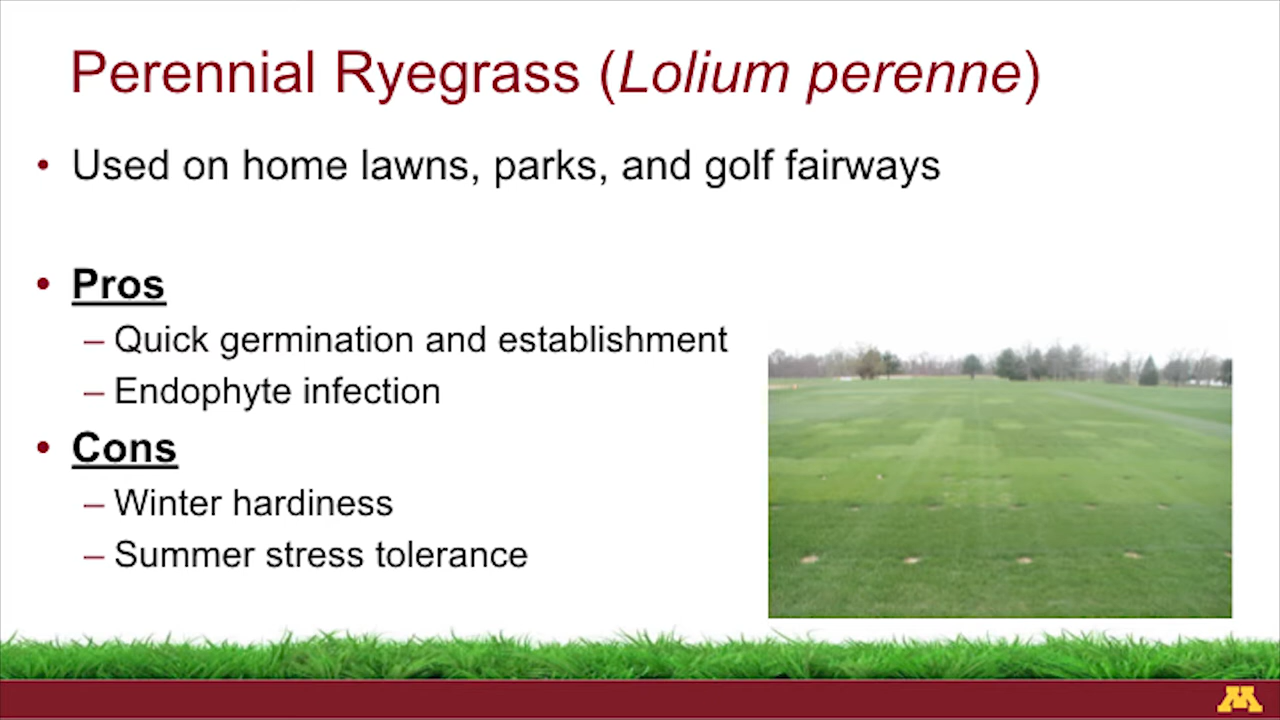 Perennial Ryegrass (Lolium perenne)
• Used on home lawns, parks, and golf fairways
• Pros
– Quick germination and establishment
– Endophyte infection
• Cons
– Winter hardiness
– Summer stress tolerance
M